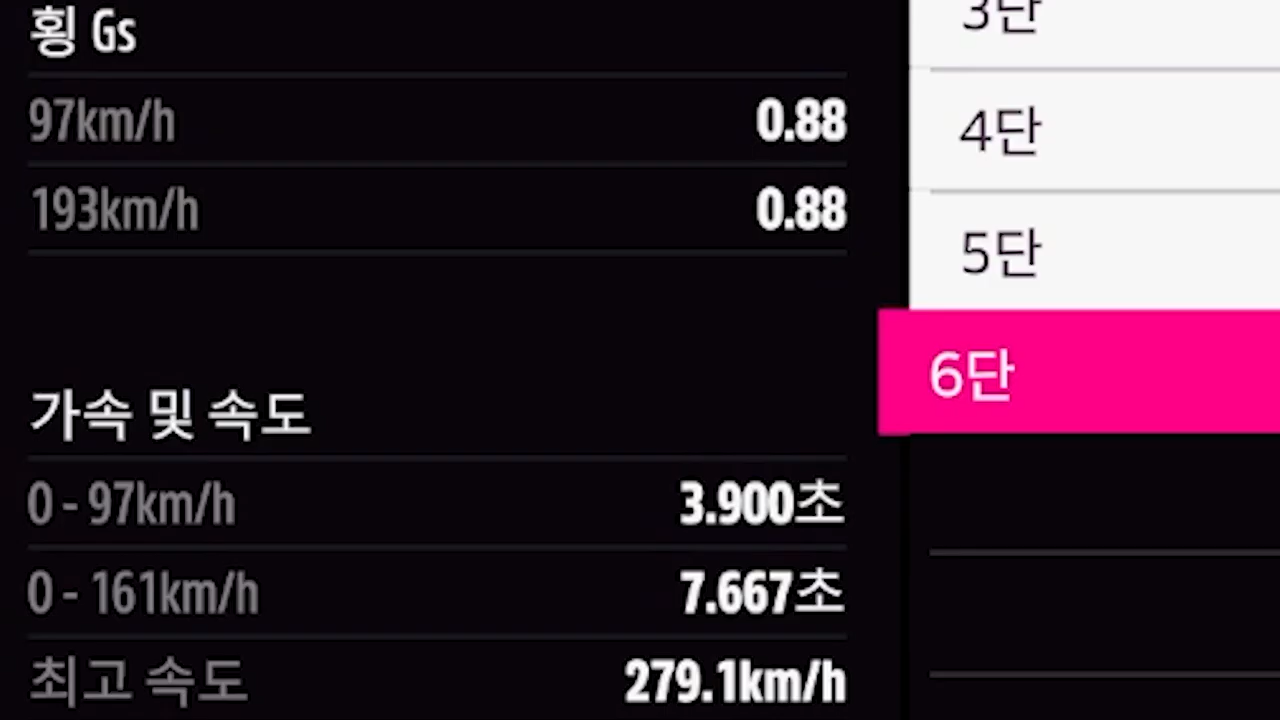 횡 Gs
97km/h 0.88
193km/h 0.88
가속 및 속도
0 - 97km/h 3.900초
0 - 161km/h 7.667초
최고 속도 279.1km/h
3단
4단
5단
6단